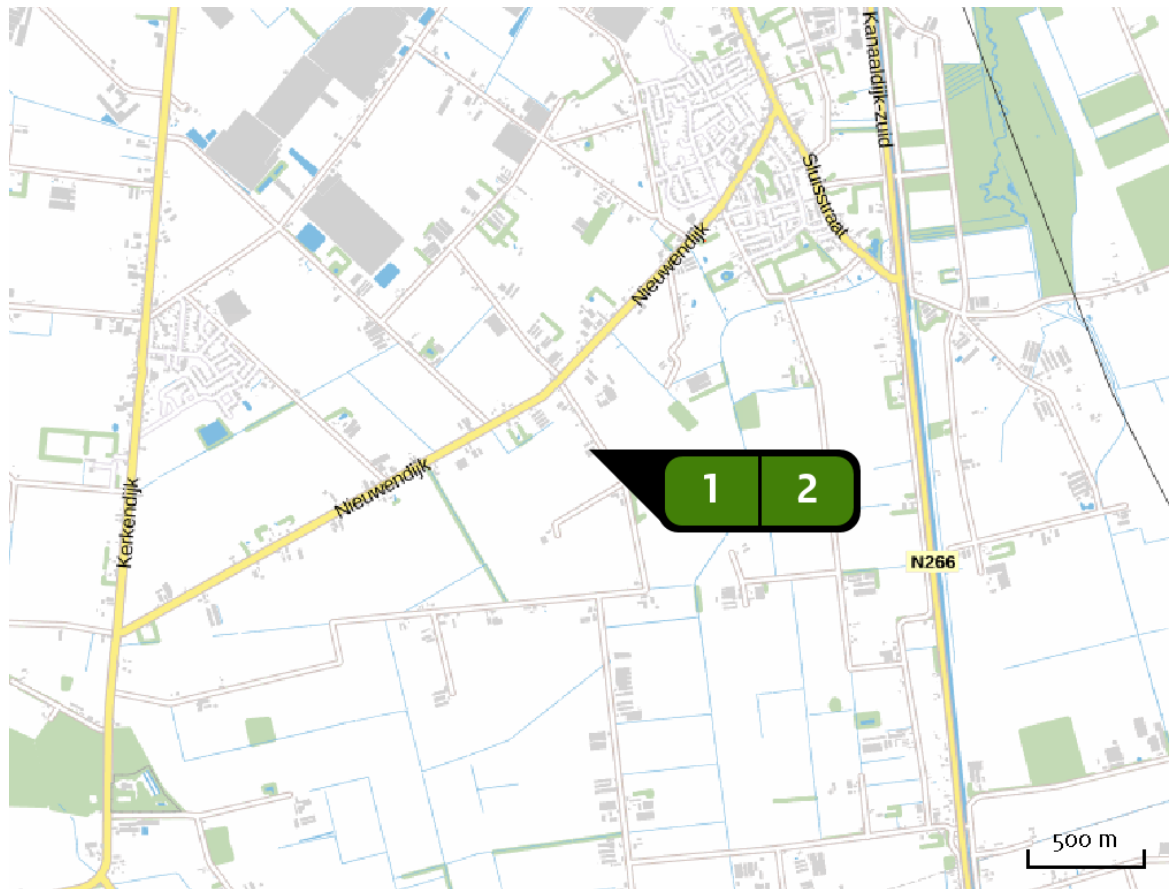 Kanaaldijk-zuid
Sluisstraat
Nieuwendijk
Nieuwendijk
1 2
Kerkendijk
N266
500 m